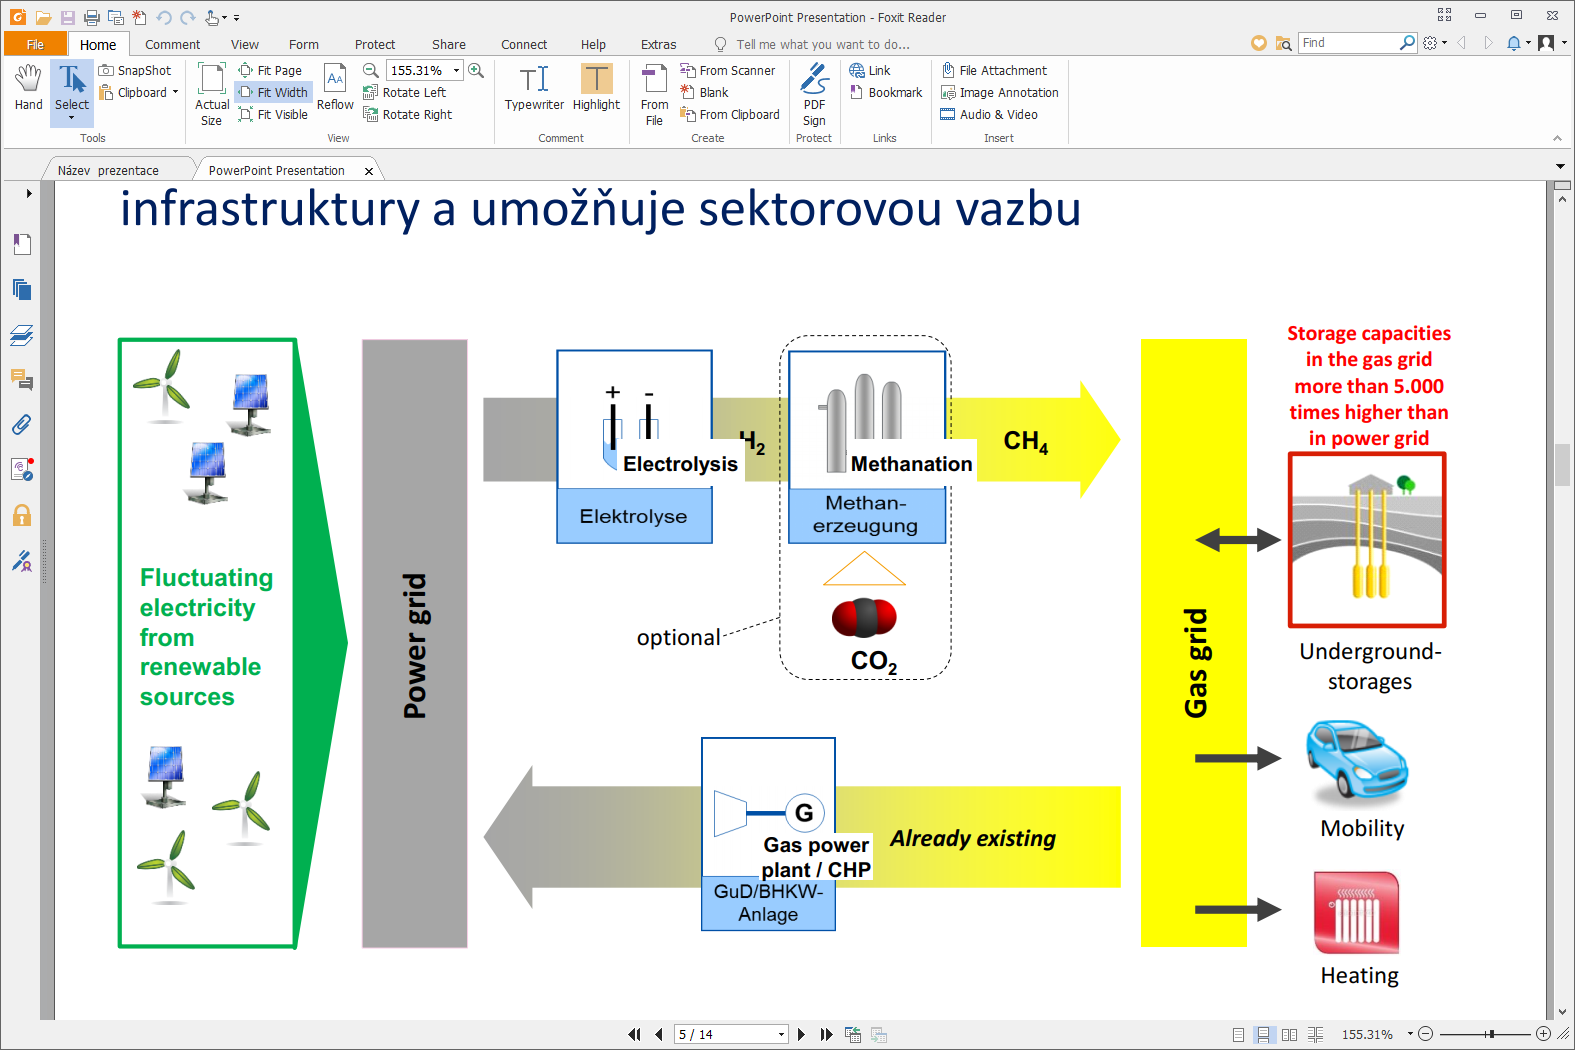 PowerPoint Presentation - Foxit Reader
File
Home
Comment
View
Form
Protect
Share
Connect
Help
Extras
Tell me what you want to do...
Find
Hand
Select
SnapShot
Clipboard
Tools
Actual
Size
Fit Page
Fit Width
Fit Visible
Reflow
155.31%
Rotate Left
Rotate Right
View
Typewriter
Highlight
Comment
From
File
From Scanner
Blank
From Clipboard
Create
PDF
Sign
Protect
Link
Bookmark
Links
File Attachment
Image Annotation
Audio & Video
Insert
Název prezentace
PowerPoint Presentation
infrastruktury a umožňuje sektorovou vazbu
Fluctuating
electricity
from
renewable
sources
Power grid
+ -
Electrolysis
Elektrolyse
H2
Methanation
Methan-
erzeugung
CH4
optional
CO2
G
Gas power
plant / CHP
GuD/BHKW-
Anlage
Already existing
Gas grid
Storage capacities
in the gas grid
more than 5.000
times higher than
in power grid
Underground-
storages
Mobility
Heating
5 / 14
155.31%